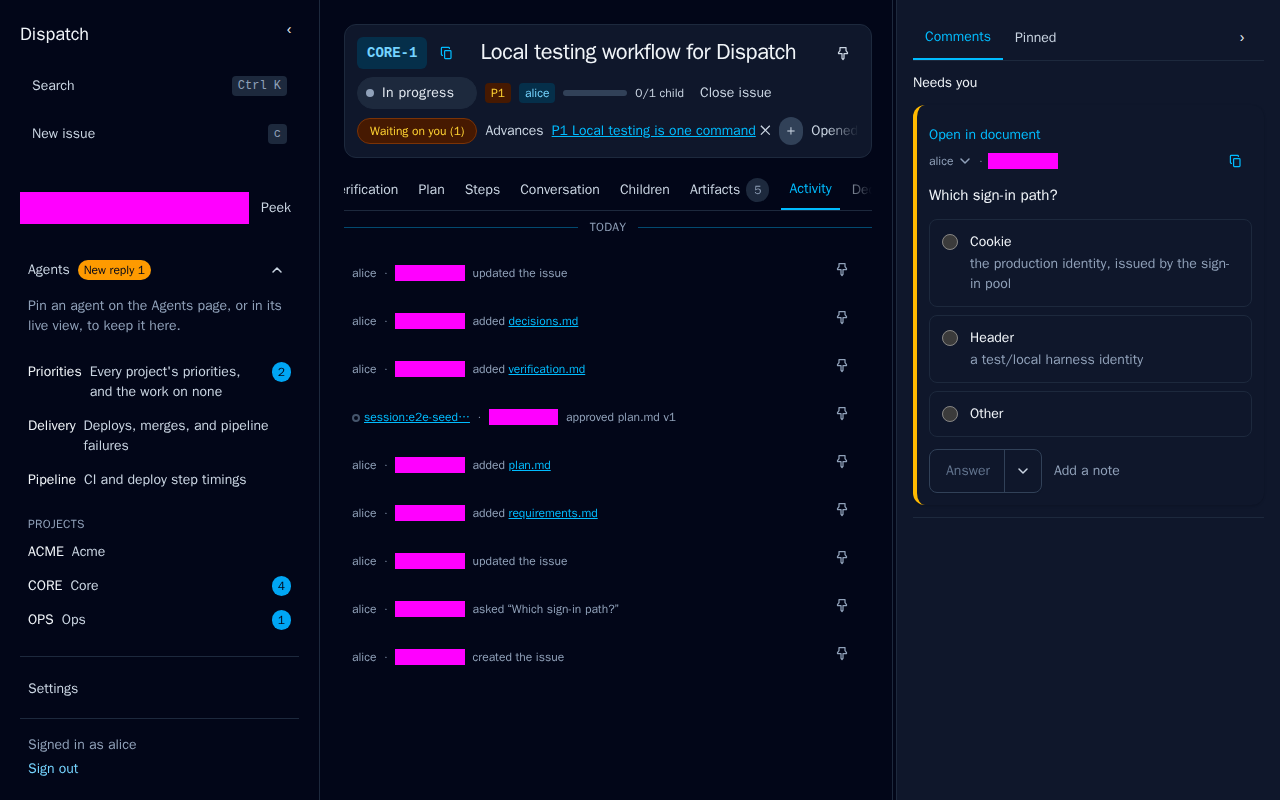 Dispatch
Search
Ctrl K
New issue
C
Peek
Agents
New reply 1
Pin an agent on the Agents page, or in its
live view, to keep it here.
Priorities
Every project's priorities,
and the work on none
2
Delivery
Deploys, merges, and pipeline
failures
Pipeline
CI and deploy step timings
PROJECTS
ACME Acme
CORE Core
4
OPS Ops
1
Settings
Signed in as alice
Sign out
CORE-1
Local testing workflow for Dispatch
In progress
P1
alice
0/1 child
Close issue
Waiting on you (1)
Advances
P1 Local testing is one command
+
Opened
erification
Plan
Steps
Conversation
Children
Artifacts
5
Activity
De
TODAY
alice · updated the issue
alice · added decisions.md
alice · added verification.md
session:e2e-seed… · approved plan.md v1
alice · added plan.md
alice · added requirements.md
alice · updated the issue
alice · asked “Which sign-in path?”
alice · created the issue
Comments
Pinned
Needs you
Open in document
alice ·
Which sign-in path?
Cookie
the production identity, issued by the sign-
in pool
Header
a test/local harness identity
Other
Answer
Add a note